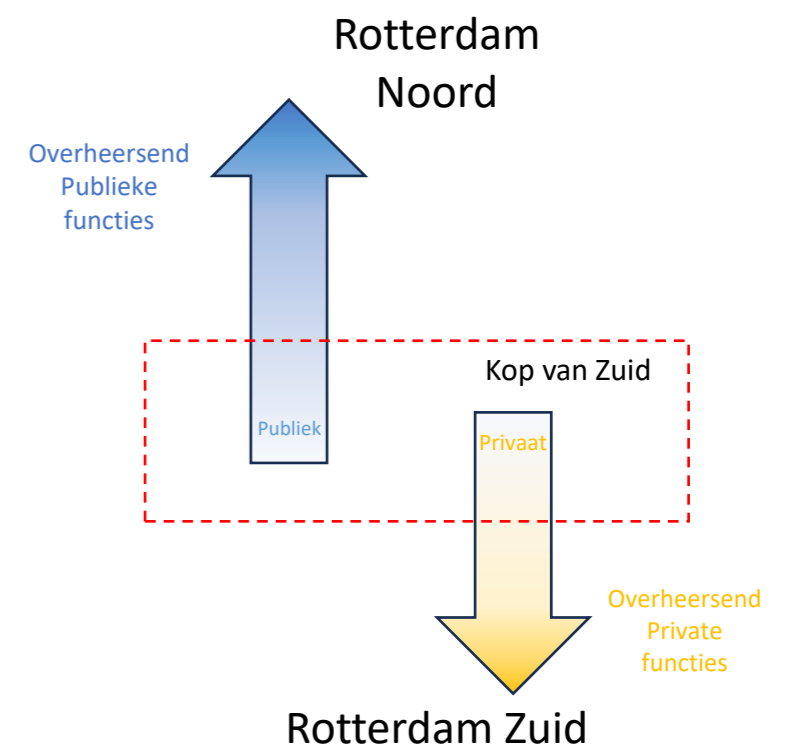 Rotterdam
Noord
Overheersend
Publieke
functies
Kop van Zuid
Publiek
Privaat
Overheersend
Private
functies
Rotterdam Zuid